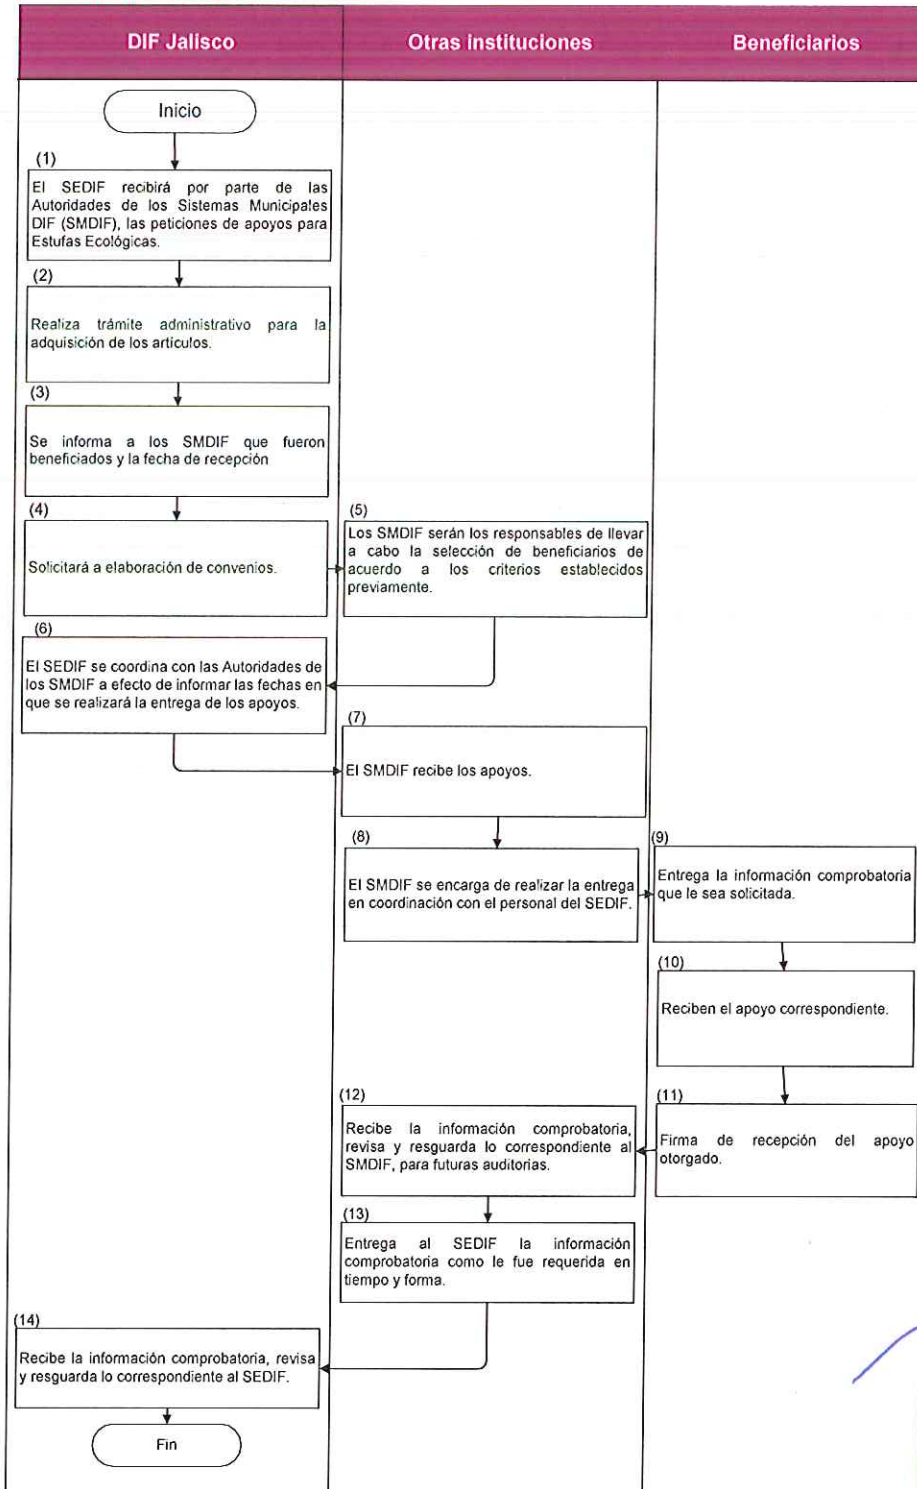 DIF Jalisco
Otras instituciones
Beneficiarios
Inicio
(1)
El SEDIF recibirá por parte de las
Autoridades de los Sistemas Municipales
DIF (SMDIF), las peticiones de apoyos para
Estufas Ecológicas.
(2)
Realiza trámite administrativo para la
adquisición de los artículos.
(3)
Se informa a los SMDIF que fueron
beneficiados y la fecha de recepción
(4)
Solicitará a elaboración de convenios.
(5)
Los SMDIF serán los responsables de llevar
a cabo la selección de beneficiarios de
acuerdo a los criterios establecidos
previamente.
(6)
El SEDIF se coordina con las Autoridades de
los SMDIF a efecto de informar las fechas en
que se realizará la entrega de los apoyos.
(7)
El SMDIF recibe los apoyos.
(8)
El SMDIF se encarga de realizar la entrega
en coordinación con el personal del SEDIF.
(9)
Entrega la información comprobatoria
que le sea solicitada.
(10)
Reciben el apoyo correspondiente.
(11)
Firma de recepción del apoyo
otorgado.
(12)
Recibe la información comprobatoria,
revisa y resguarda lo correspondiente al
SMDIF, para futuras auditorias.
(13)
Entrega al SEDIF la información
comprobatoria como le fue requerida en
tiempo y forma.
(14)
Recibe la información comprobatoria, revisa
y resguarda lo correspondiente al SEDIF.
Fin